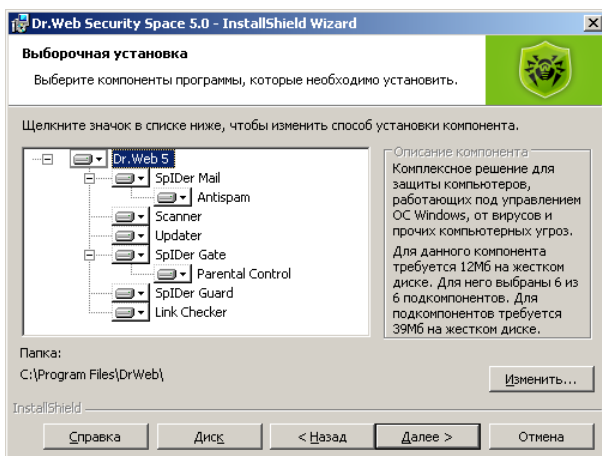 Dr.Web Security Space 5.0 - InstallShield Wizard
Выборочная установка
Выберите компоненты программы, которые необходимо установить.
Щелкните значок в списке ниже, чтобы изменить способ установки компонента.
Dr.Web 5
SpIDer Mail
Antispam
Scanner
Updater
SpIDer Gate
Parental Control
SpIDer Guard
Link Checker
Описание компонента
Комплексное решение для
защиты компьютеров,
работающих под управлением
ОС Windows, от вирусов и
прочих компьютерных угроз.
Для данного компонента
требуется 12Мб на жестком
диске. Для него выбраны 6 из
6 подкомпонентов. Для
подкомпонентов требуется
39Мб на жестком диске.
Папка:
C:\Program Files\DrWeb\
Изменить...
InstallShield
Справка
Диск
< Назад
Далее >
Отмена